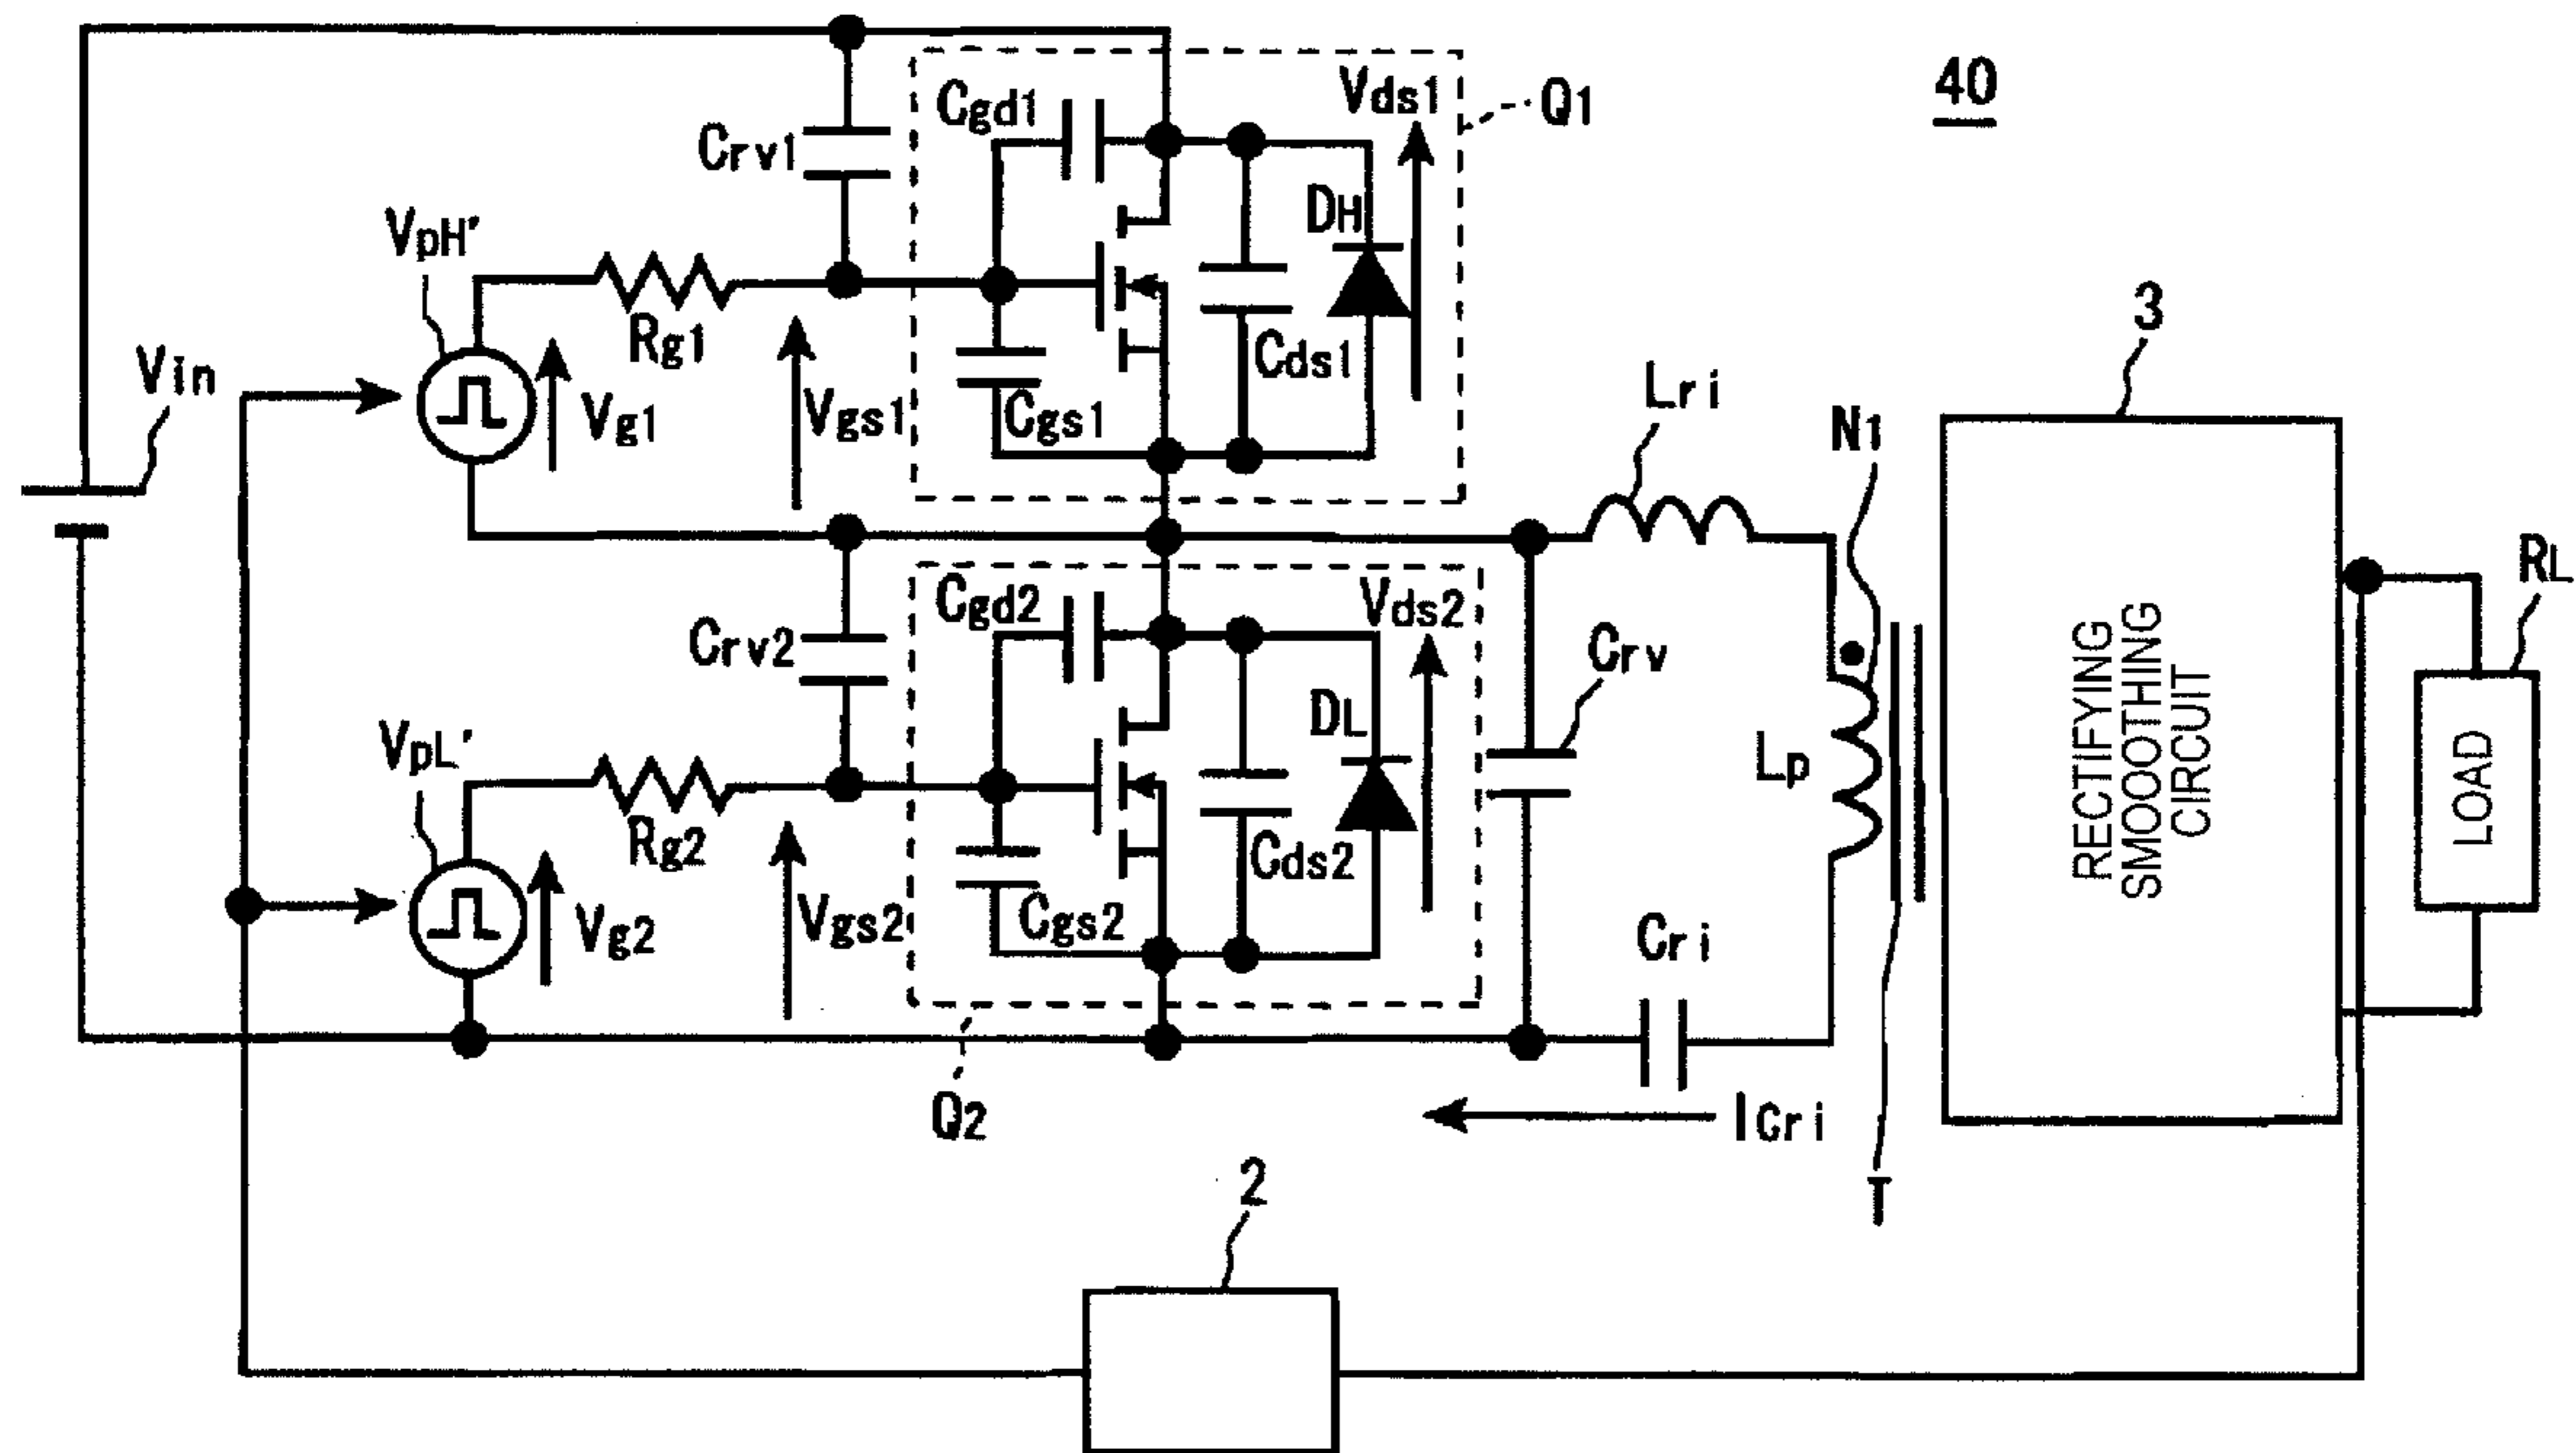 40
Cgd1
Vds1
Q1
Crv1
DH
VpH'
Rg1
Cds1
Vin
Vg1
Vgs1
Cgs1
Lri
N1
3
Cgd2
Vds2
RL
Crv2
Crv
DL
VpL'
Lp
RECTIFYING
SMOOOTHING
CIRCUIT
LOAD
Rg2
Cds2
Vg2
Vgs2
Cgs2
Cri
Q2
ICri
T
2